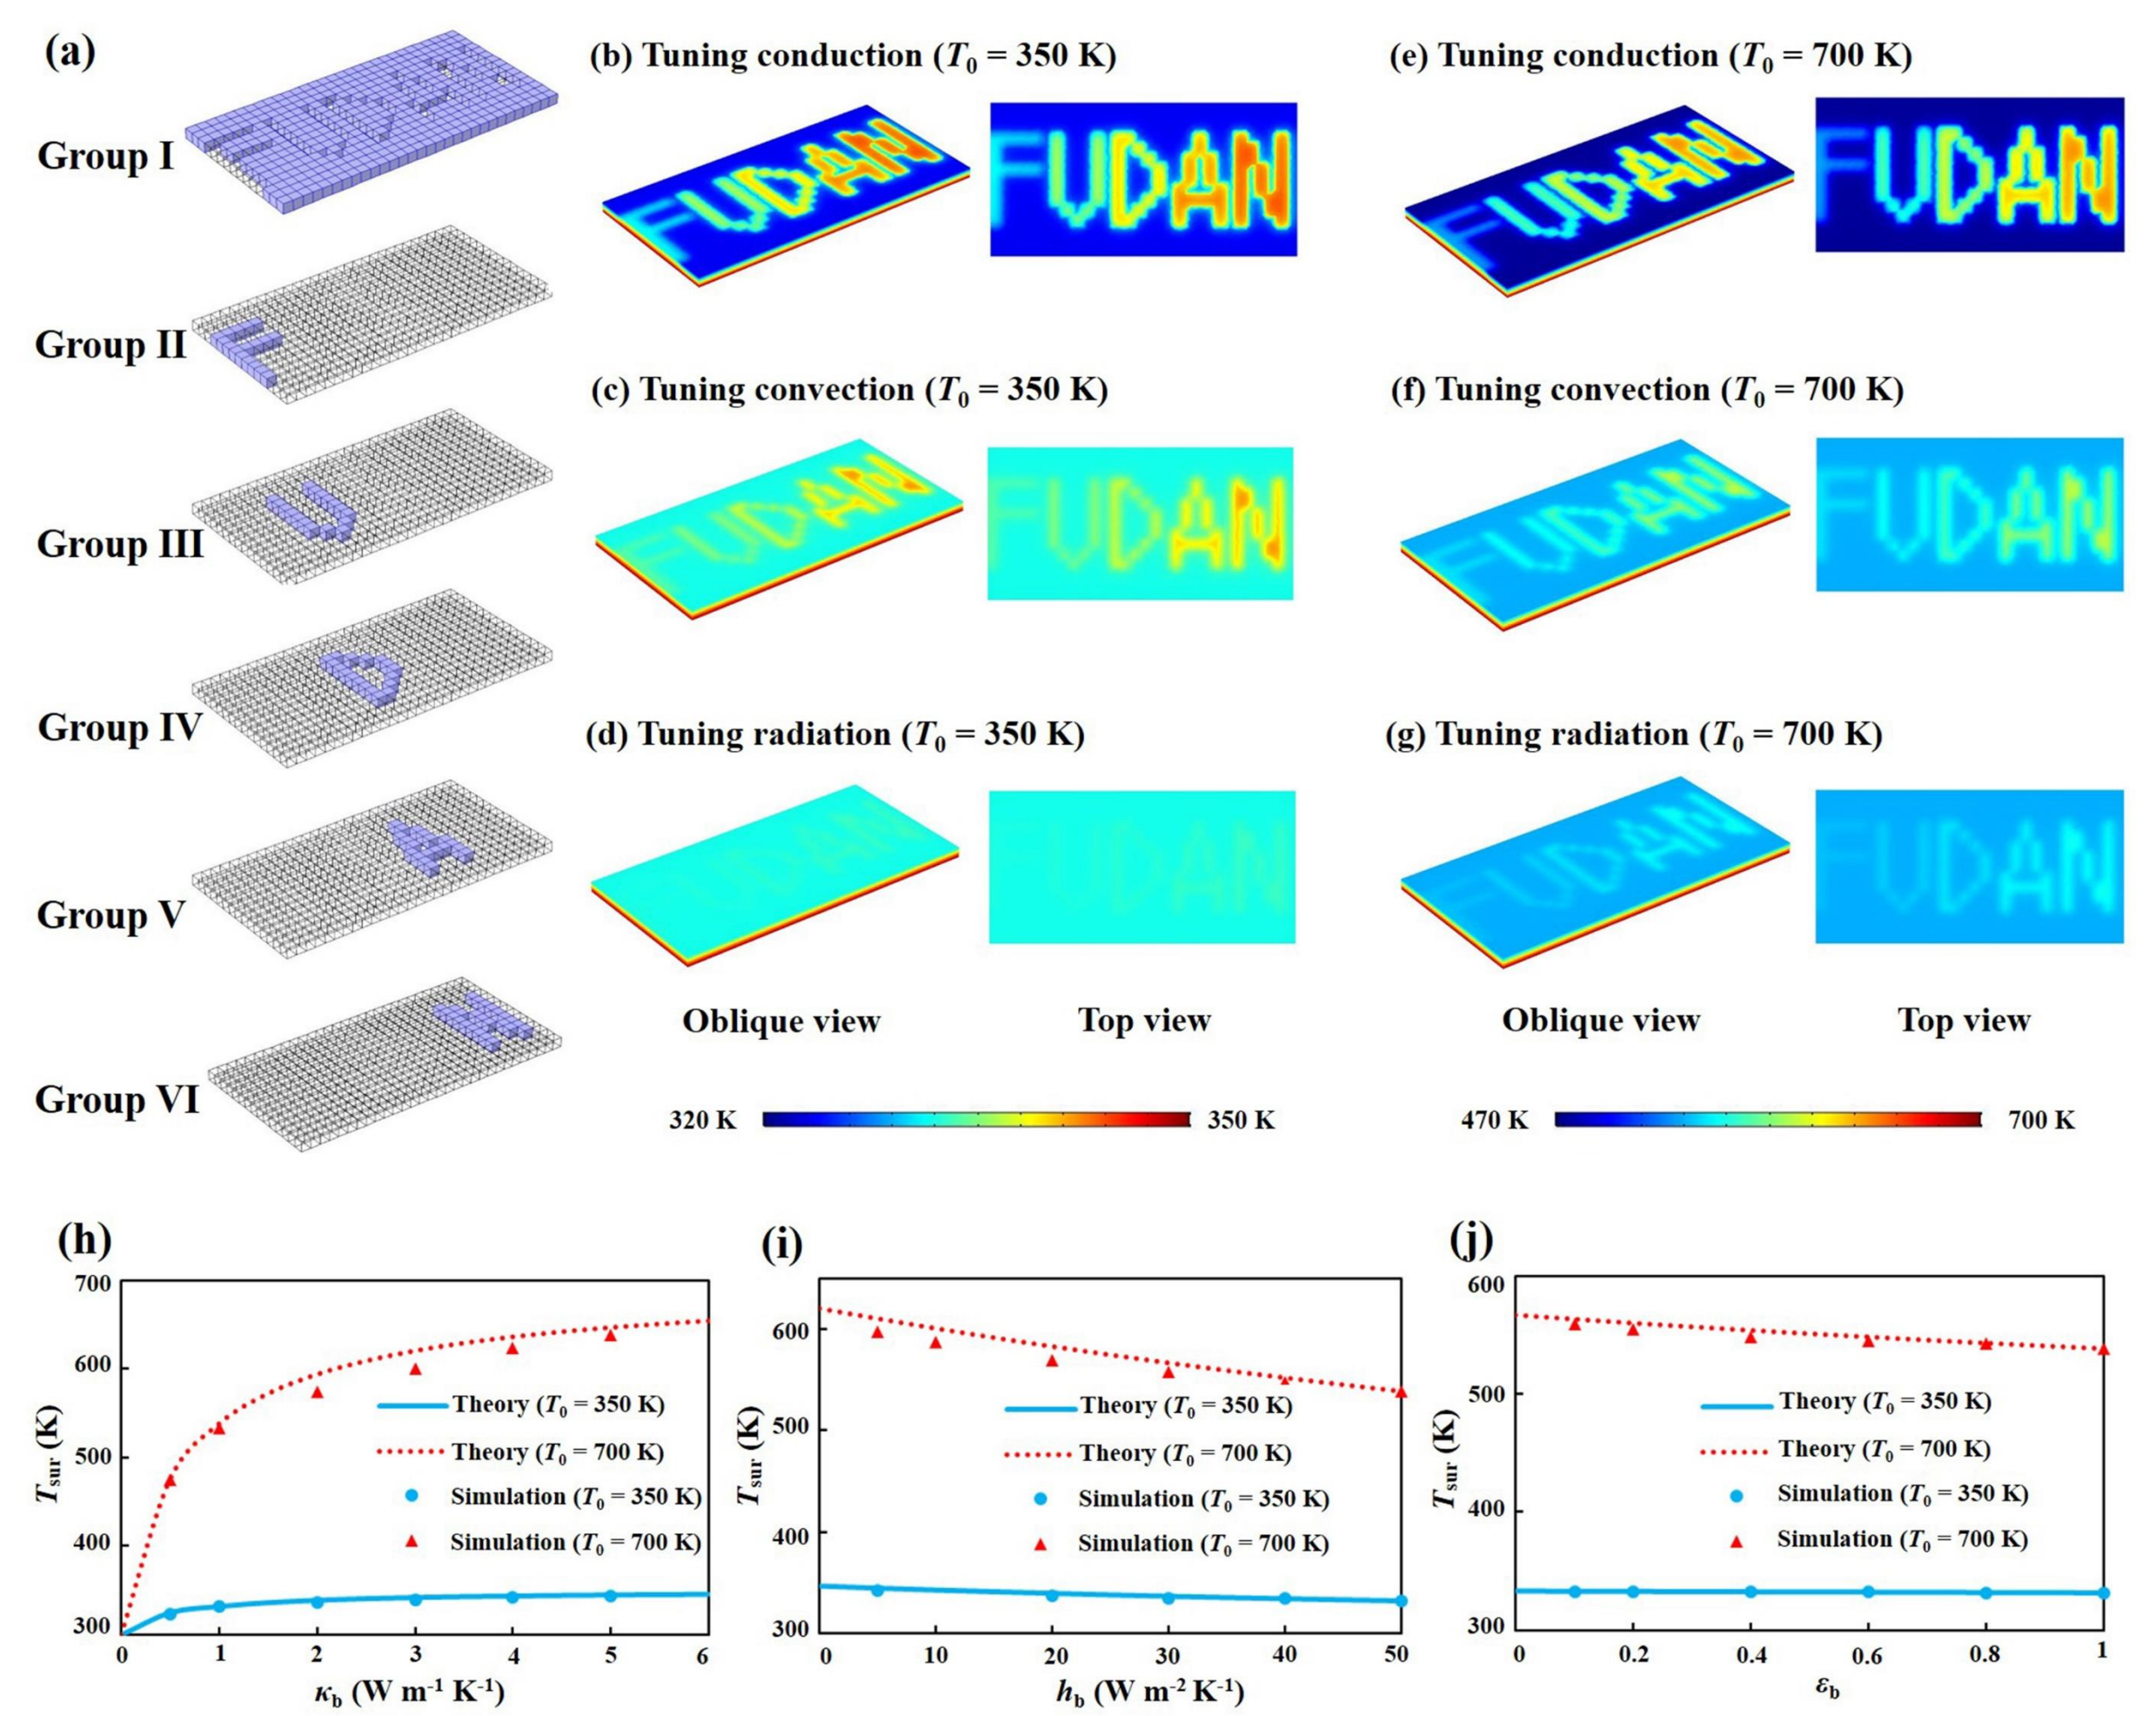 (a)
Group I
Group II
Group III
Group IV
Group V
Group VI
(b) Tuning conduction (T₀ = 350 K)
FUDAN
FUDAN
(e) Tuning conduction (T₀ = 700 K)
FUDAN
FUDAN
(c) Tuning convection (T₀ = 350 K)
FUDAN
FUDAN
(f) Tuning convection (T₀ = 700 K)
FUDAN
FUDAN
(d) Tuning radiation (T₀ = 350 K)
FUDAN
FUDAN
(g) Tuning radiation (T₀ = 700 K)
FUDAN
FUDAN
Oblique view
Top view
Oblique view
Top view
320 K
350 K
470 K
700 K
(h)
700
600
500
400
300
0 1 2 3 4 5 6
T_sur (K)
κ_b (W m⁻¹ K⁻¹)
Theory (T₀ = 350 K)
Theory (T₀ = 700 K)
Simulation (T₀ = 350 K)
Simulation (T₀ = 700 K)
(i)
600
500
400
300
0 10 20 30 40 50
T_sur (K)
h_b (W m⁻² K⁻¹)
Theory (T₀ = 350 K)
Theory (T₀ = 700 K)
Simulation (T₀ = 350 K)
Simulation (T₀ = 700 K)
(j)
600
500
400
300
0 0.2 0.4 0.6 0.8 1
T_sur (K)
ε_b
Theory (T₀ = 350 K)
Theory (T₀ = 700 K)
Simulation (T₀ = 350 K)
Simulation (T₀ = 700 K)